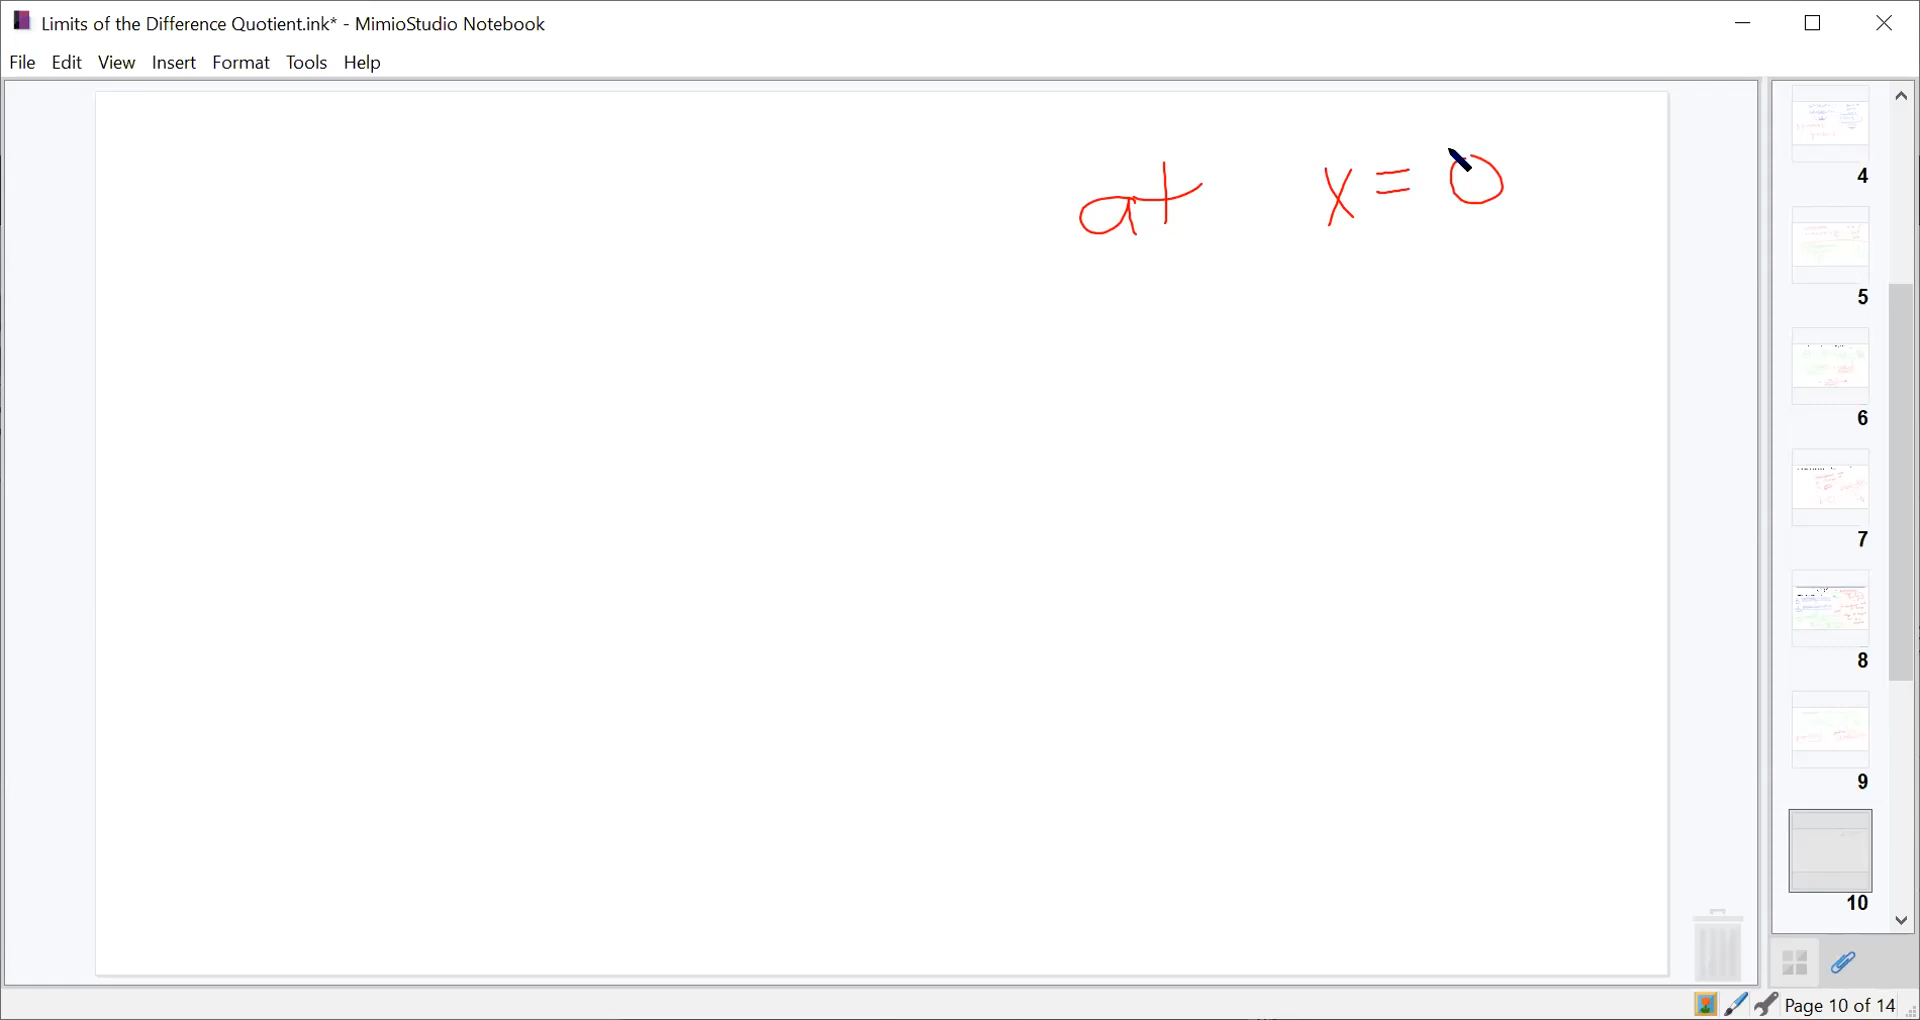 Limits of the Difference Quotient.ink* - MimioStudio Notebook
File Edit View Insert Format Tools Help
at x = 0
4
5
6
7
8
9
10
Page 10 of 14